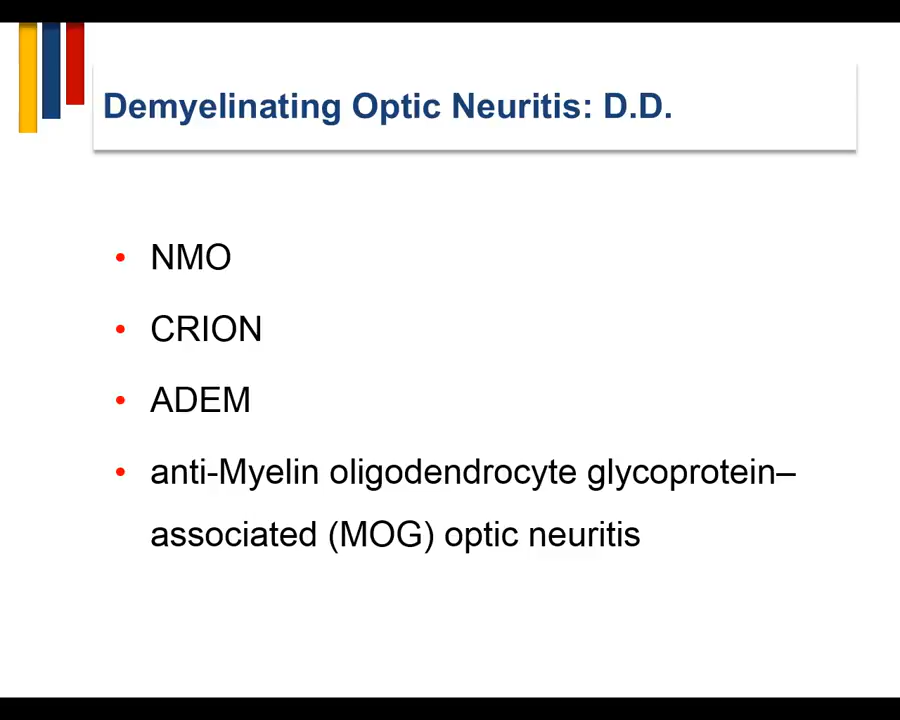 Demyelinating Optic Neuritis: D.D.
• NMO
• CRION
• ADEM
• anti-Myelin oligodendrocyte glycoprotein–
associated (MOG) optic neuritis